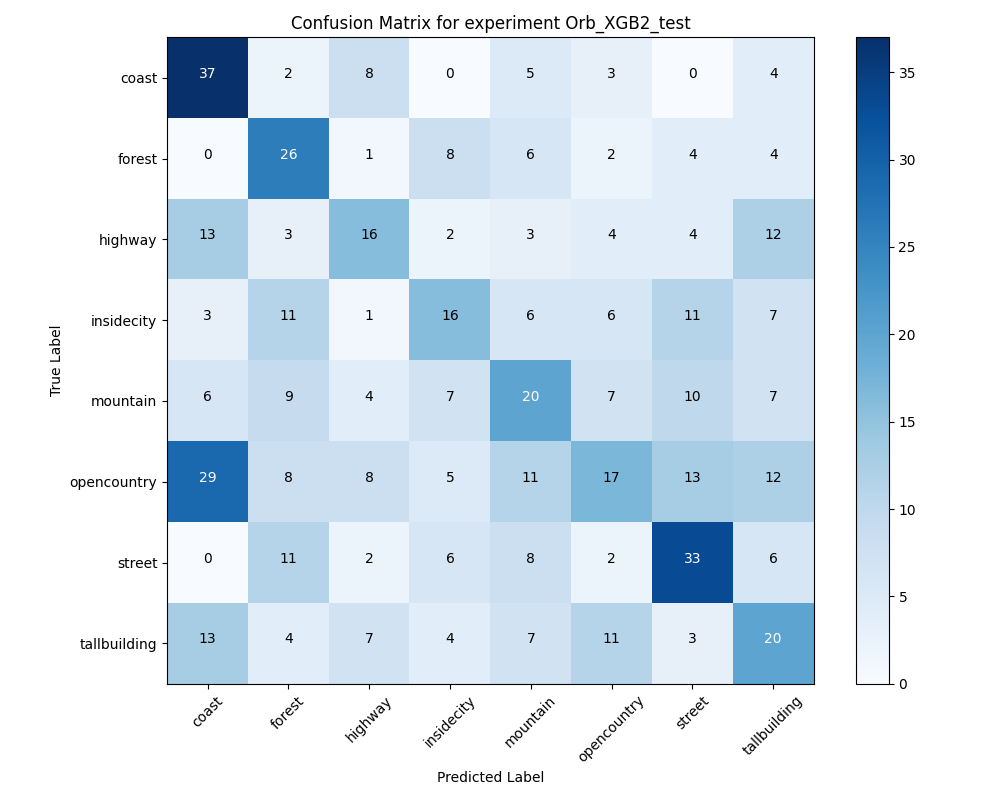 Confusion Matrix for experiment Orb_XGB2_test
coast 37 2 8 0 5 3 0 4
forest 0 26 1 8 6 2 4 4
highway 13 3 16 2 3 4 4 12
insidecity 3 11 1 16 6 6 11 7
mountain 6 9 4 7 20 7 10 7
opencountry 29 8 8 5 11 17 13 12
street 0 11 2 6 8 2 33 6
tallbuilding 13 4 7 4 7 11 3 20
coast forest highway insidecity mountain opencountry street tallbuilding
Predicted Label
True Label
35
30
25
20
15
10
5
0